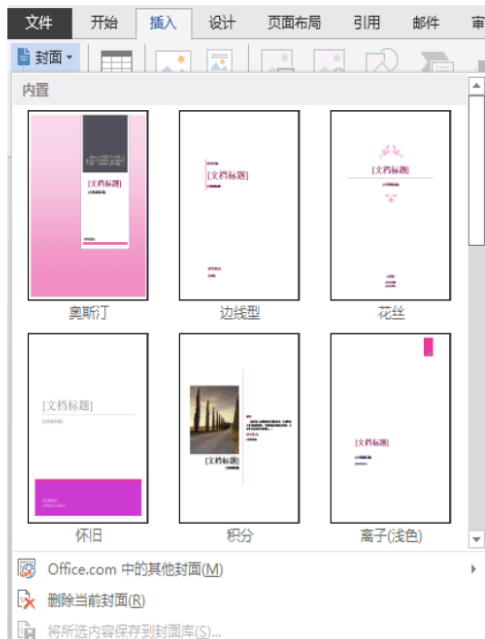 文件 开始 插入 设计 页面布局 引用 邮件 审
封面
内置
[文档标题]
[文档标题]
[文档标题]
奥斯汀 边线型 花丝
[文档标题]
[文档标题]
[文档标题]
怀旧 积分 离子(浅色)
Office.com 中的其他封面(M)
删除当前封面(R)
将所选内容保存到封面库(S)...